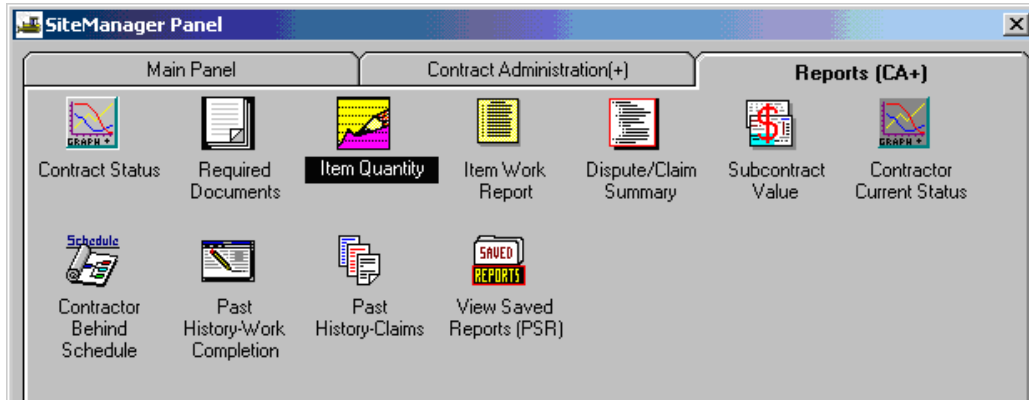 SiteManager Panel
Main Panel
Contract Administration(+)
Reports (CA+)
GRAPH +
Contract Status
Required
Documents
Item Quantity
Item Work
Report
Dispute/Claim
Summary
$
Subcontract
Value
GRAPH +
Contractor
Current Status
Schedule
Contractor
Behind
Schedule
Past
History-Work
Completion
Past
History-Claims
SAVED
REPORTS
View Saved
Reports (PSR)